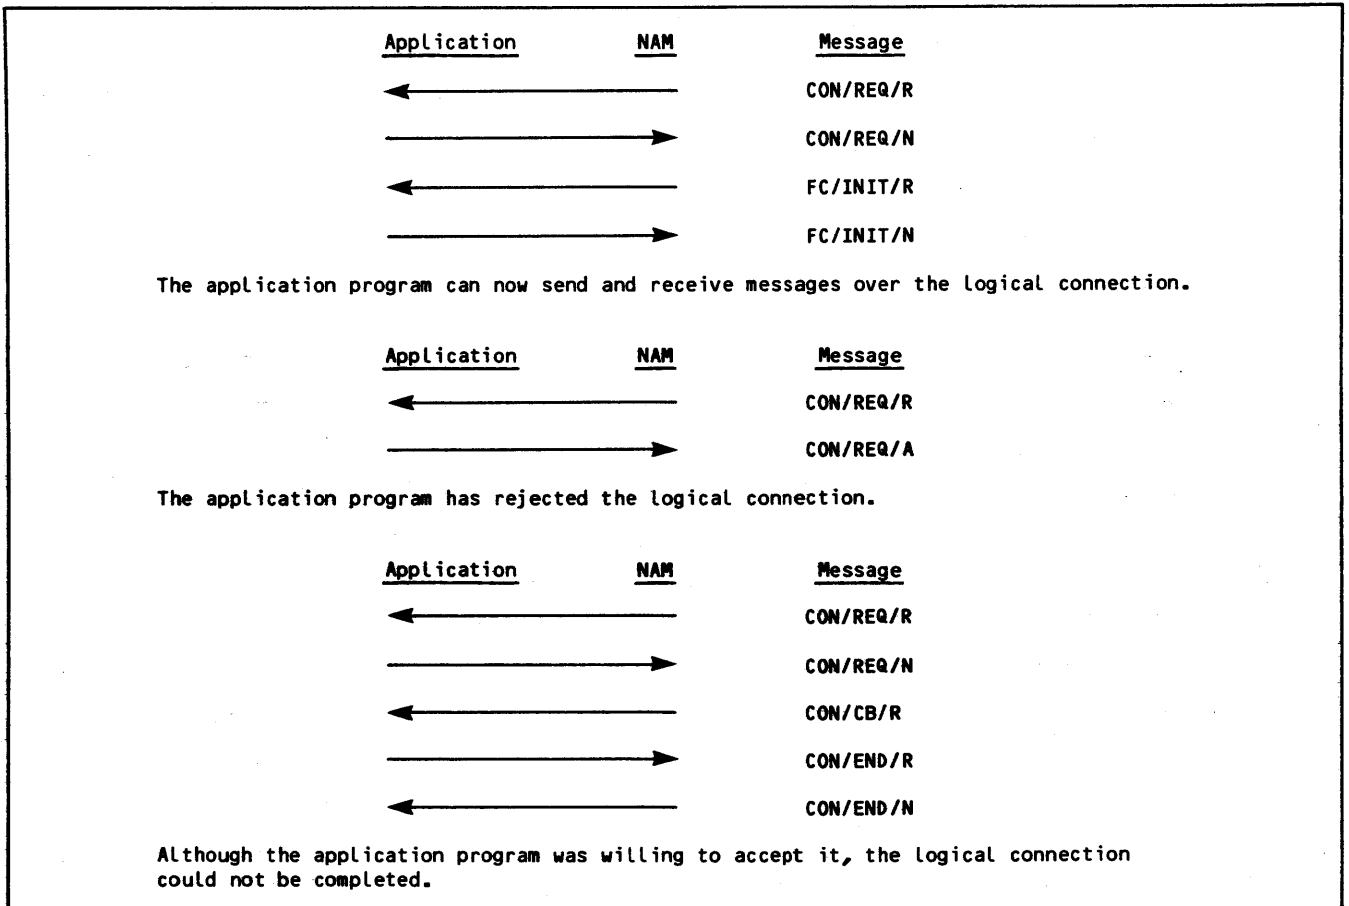 Application NAM Message
CON/REQ/R
CON/REQ/N
FC/INIT/R
FC/INIT/N
The application program can now send and receive messages over the logical connection.
Application NAM Message
CON/REQ/R
CON/REQ/A
The application program has rejected the logical connection.
Application NAM Message
CON/REQ/R
CON/REQ/N
CON/CB/R
CON/END/R
CON/END/N
Although the application program was willing to accept it, the logical connection
could not be completed.